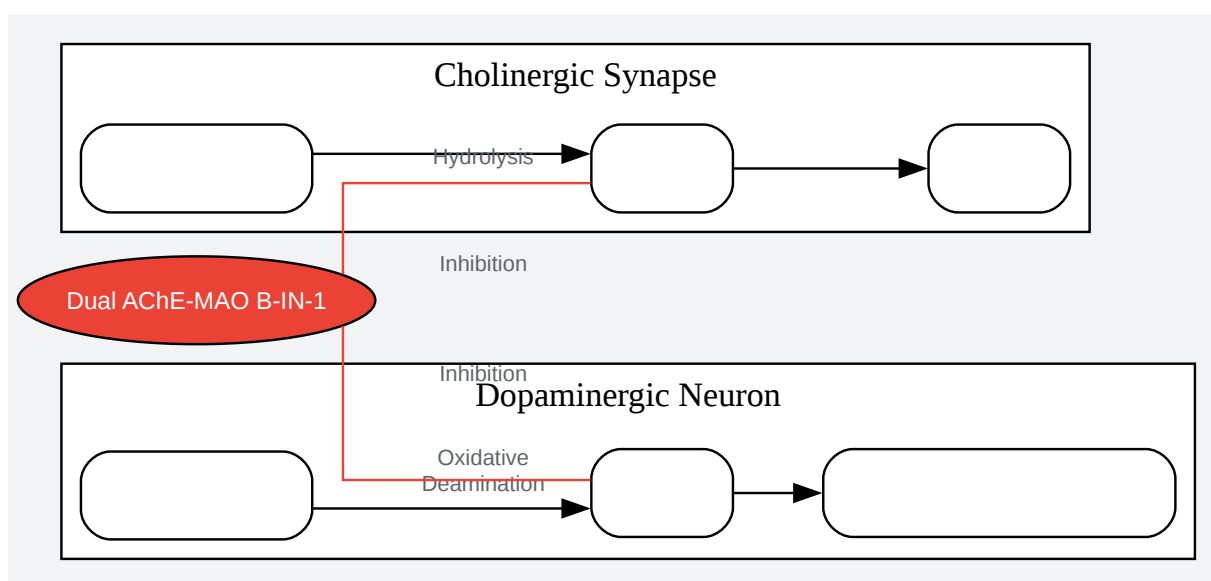 Cholinergic Synapse
Hydrolysis
Inhibition
Dual AChE-MAO B-IN-1
Inhibition
Dopaminergic Neuron
Oxidative
Deamination